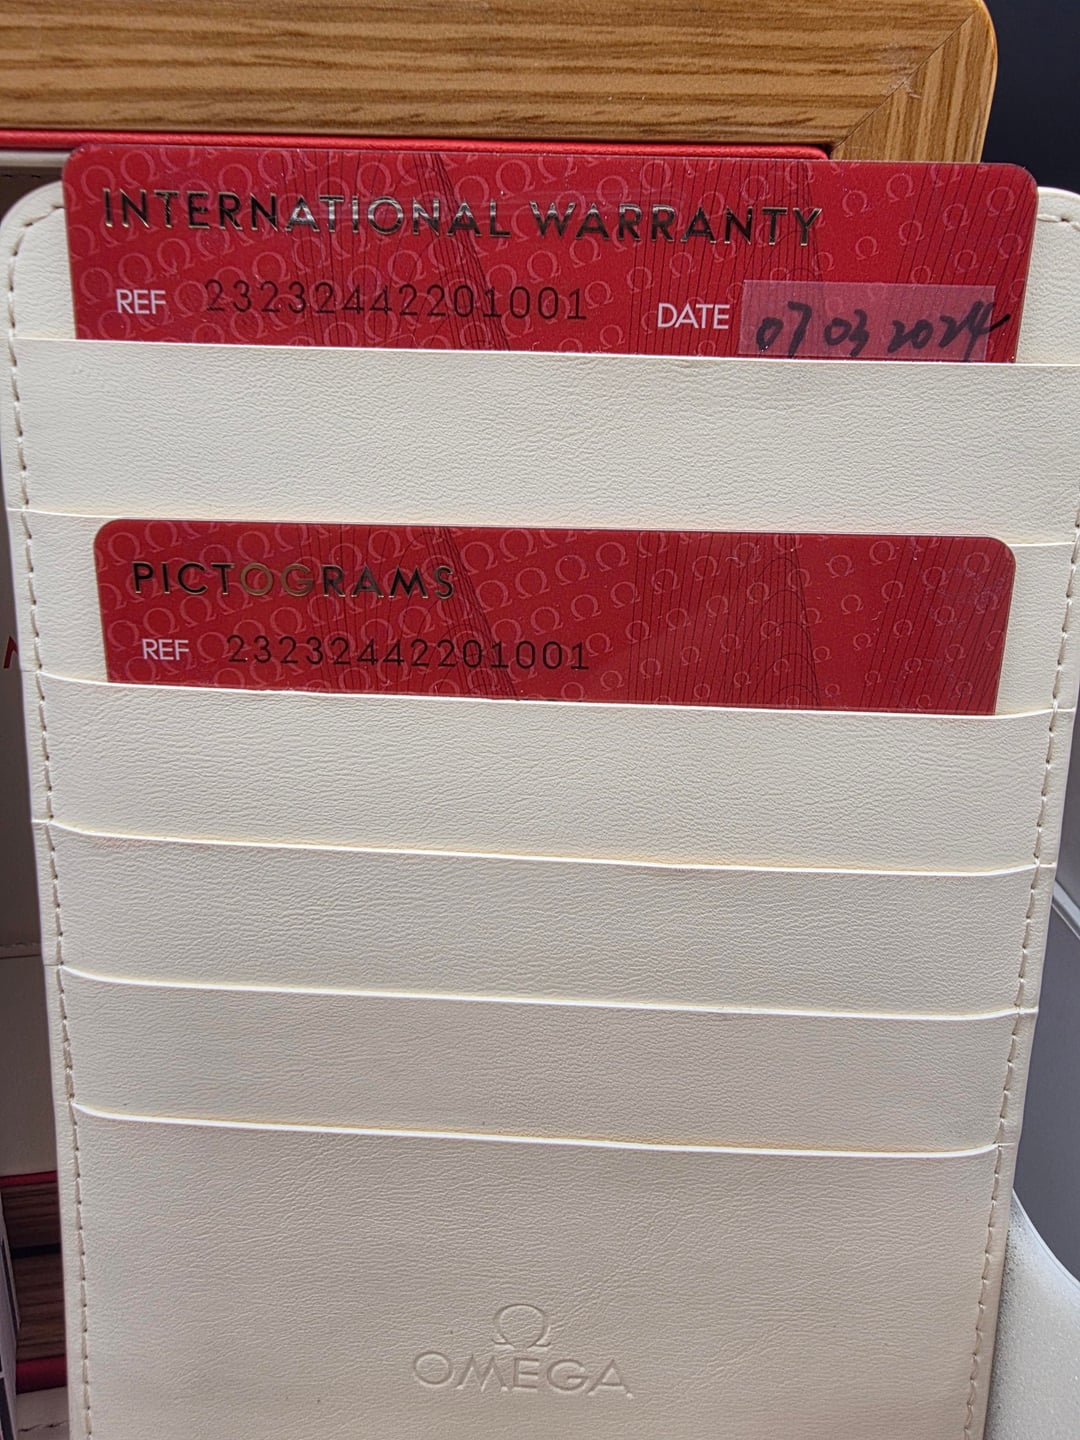 INTERNATIONAL WARRANTY
REF 23232442201001 DATE 07 03 2024
PICTOGRAMS
REF 23232442201001
Ω
OMEGA